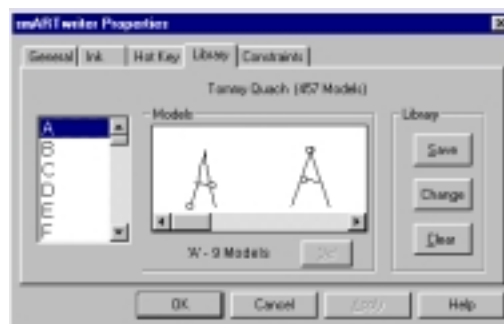 smARTwriter Properties
General Ink Hot Key Library Constraints
Tommy Quach (457 Models)
A
B
C
D
E
F
Models
'A' - 9 Models
Del
Library
Save
Change
Clear
OK Cancel Apply Help